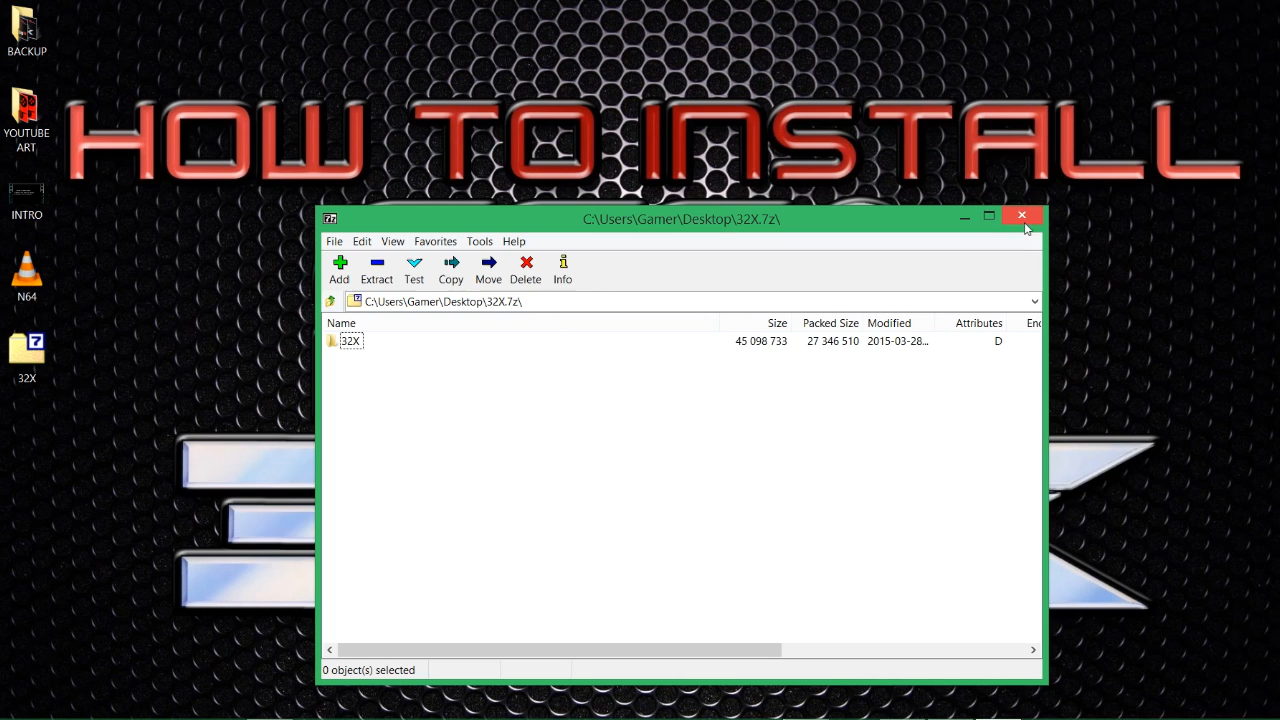 BACKUP
YOUTUBE
ART
INTRO
N64
32X
HOW TO INSTALL
C:\Users\Gamer\Desktop\32X.7z\
File Edit View Favorites Tools Help
Add Extract Test Copy Move Delete Info
C:\Users\Gamer\Desktop\32X.7z\
Name Size Packed Size Modified Attributes Enc
32X 45 098 733 27 346 510 2015-03-28... D
0 object(s) selected